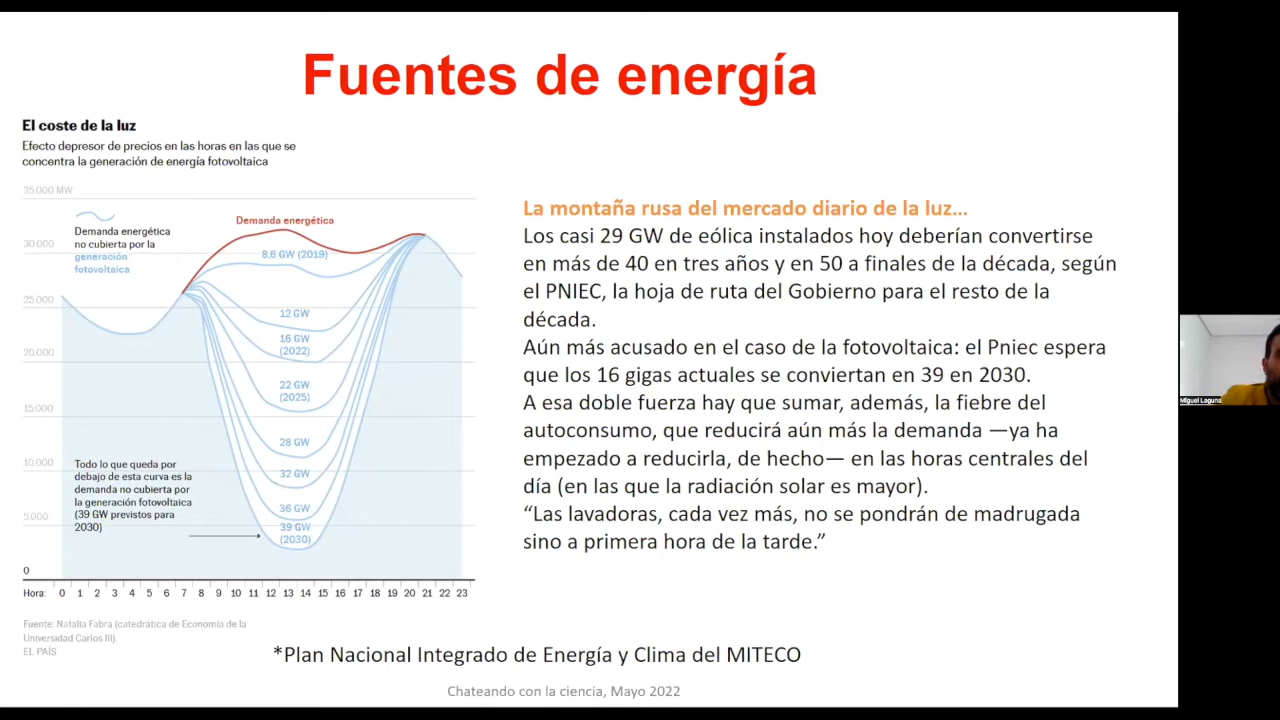 Fuentes de energía
El coste de la luz
Efecto depresor de precios en las horas en las que se
concentra la generación de energía fotovoltaica
35.000 MW
30.000
25.000
20.000
15.000
10.000
5.000
0
Demanda energética
no cubierta por la
generación
fotovoltaica
Demanda energética
8,6 GW (2019)
12 GW
16 GW
(2022)
22 GW
(2025)
28 GW
32 GW
36 GW
39 GW
(2030)
Todo lo que queda por
debajo de esta curva es la
demanda no cubierta por
la generación fotovoltaica
(39 GW previstos para
2030)
Hora: 0 1 2 3 4 5 6 7 8 9 10 11 12 13 14 15 16 17 18 19 20 21 22 23
Fuente: Natalia Fabra (catedrática de Economía de la
Universidad Carlos III).
EL PAÍS
La montaña rusa del mercado diario de la luz...
Los casi 29 GW de eólica instalados hoy deberían convertirse
en más de 40 en tres años y en 50 a finales de la década, según
el PNIEC, la hoja de ruta del Gobierno para el resto de la
década.
Aún más acusado en el caso de la fotovoltaica: el Pniec espera
que los 16 gigas actuales se conviertan en 39 en 2030.
A esa doble fuerza hay que sumar, además, la fiebre del
autoconsumo, que reducirá aún más la demanda —ya ha
empezado a reducirla, de hecho— en las horas centrales del
día (en las que la radiación solar es mayor).
“Las lavadoras, cada vez más, no se pondrán de madrugada
sino a primera hora de la tarde.”
*Plan Nacional Integrado de Energía y Clima del MITECO
Chateando con la ciencia, Mayo 2022
Miguel Laguna